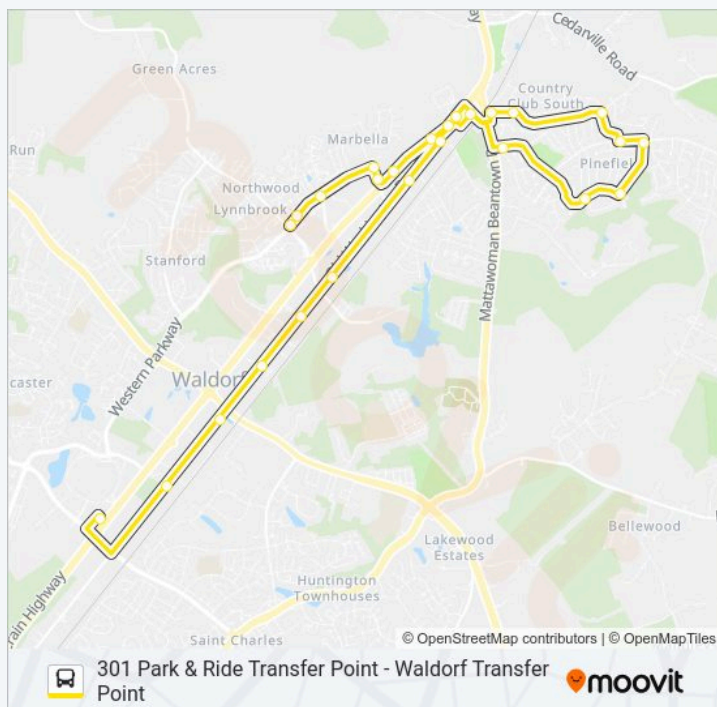 Cedarville Road
ey
Green Acres
Country
Club South
Marbella
Run
Pinefiel
Northwood
Lynnbrook
Stanford
Mattawoman Beantown
Western Parkway
caster
Waldorf
Bellewood
Lakewood
Estates
Huntington
Townhouses
rain Highway
Saint Charles
© OpenStreetMap contributors | © OpenMapTiles
301 Park & Ride Transfer Point - Waldorf Transfer
Point
moovit